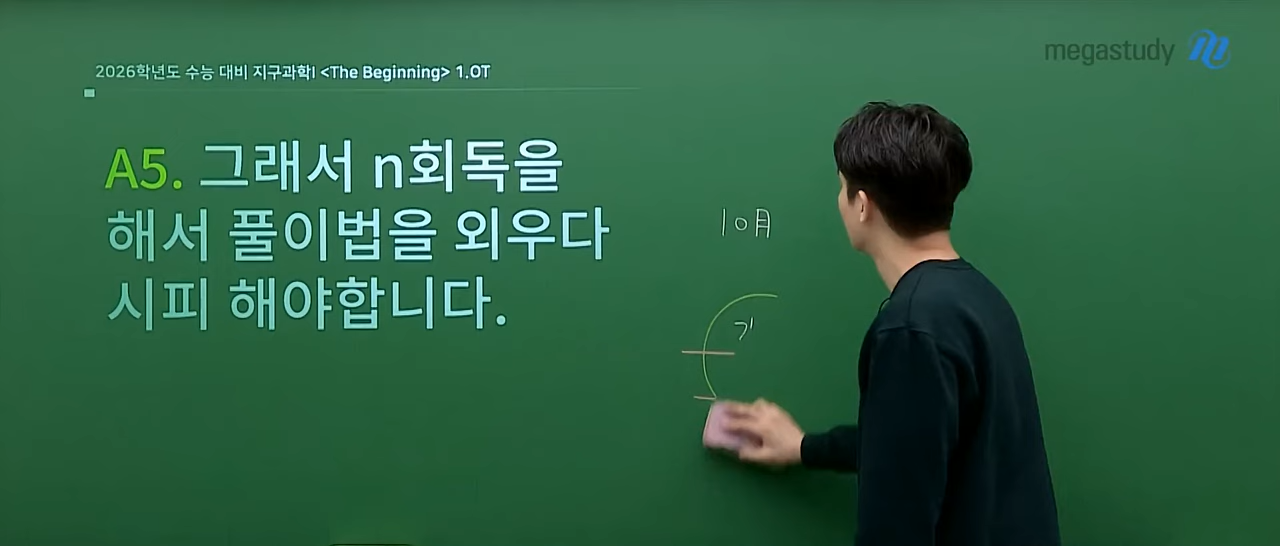 2026학년도 수능 대비 지구과학I <The Beginning> 1.OT
megastudy
A5. 그래서 n회독을
해서 풀이법을 외우다
시피 해야합니다.
10月